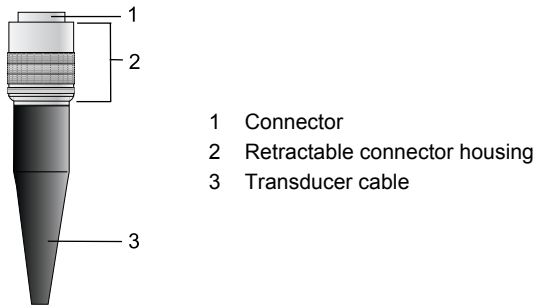 1
2
3
1 Connector
2 Retractable connector housing
3 Transducer cable